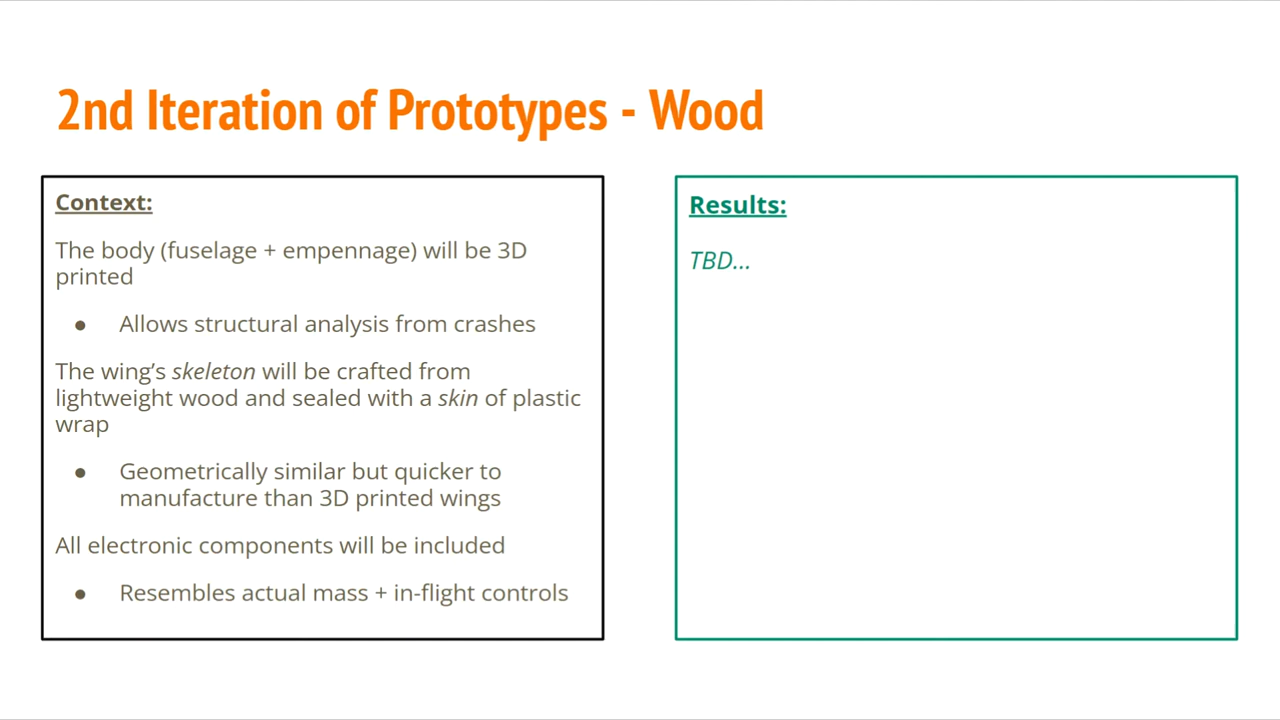 2nd Iteration of Prototypes - Wood
Context:
The body (fuselage + empennage) will be 3D
printed
● Allows structural analysis from crashes
The wing’s skeleton will be crafted from
lightweight wood and sealed with a skin of plastic
wrap
● Geometrically similar but quicker to
manufacture than 3D printed wings
All electronic components will be included
● Resembles actual mass + in-flight controls
Results:
TBD...